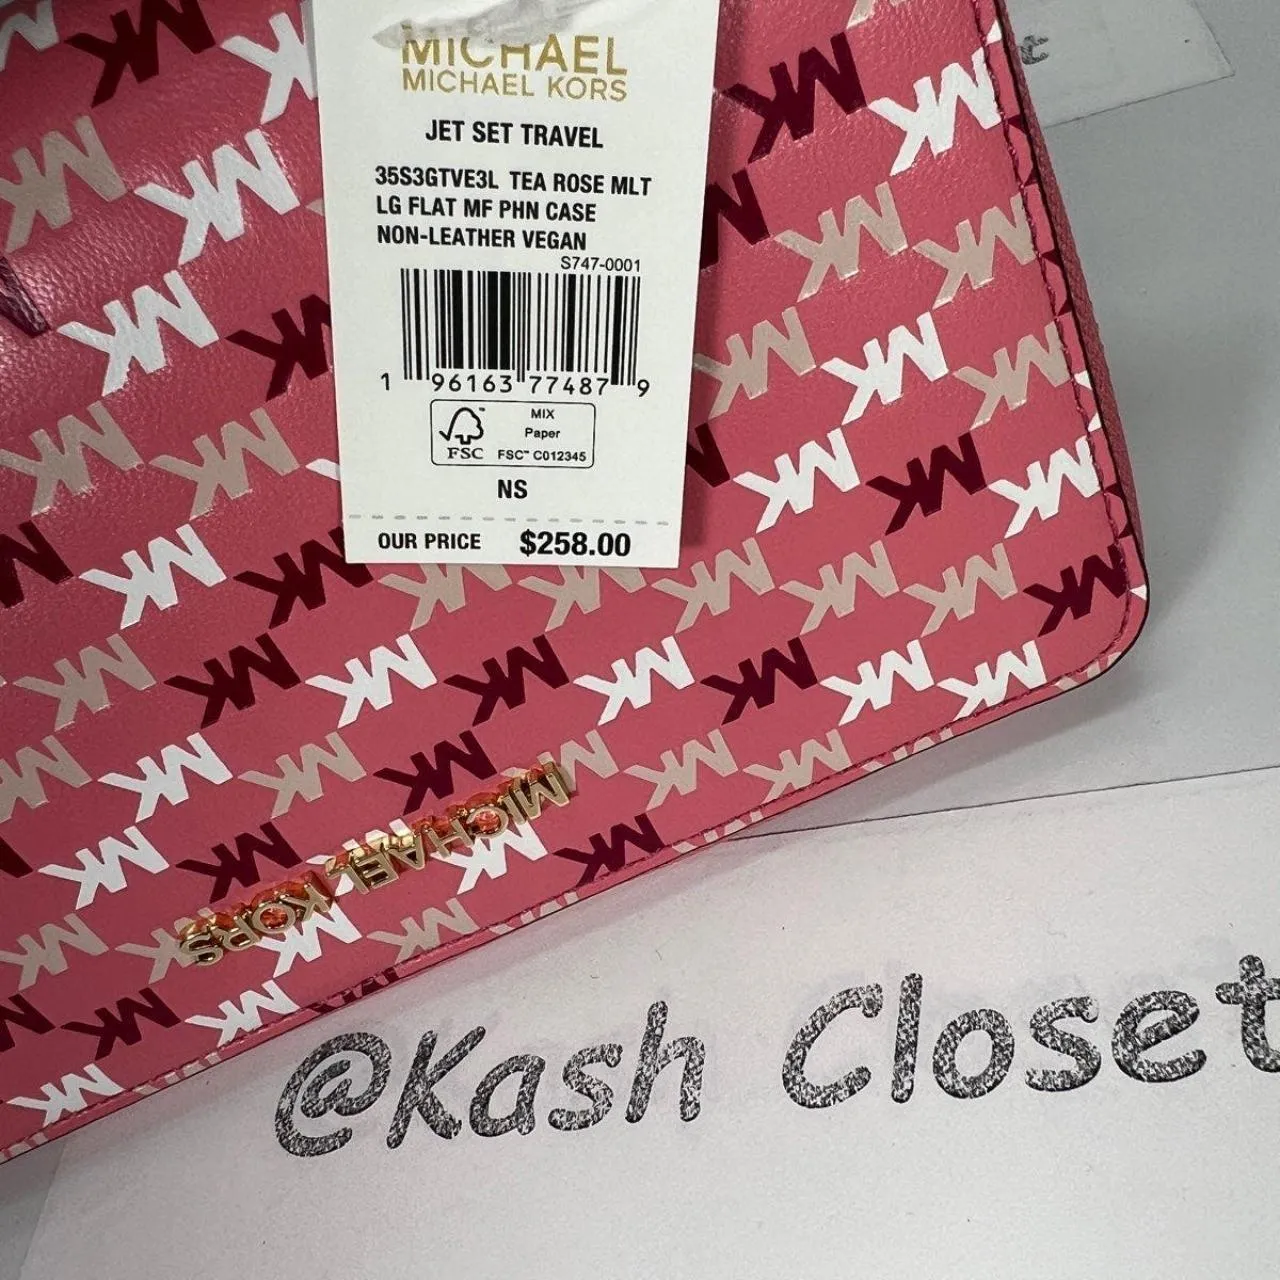 MICHAEL
MICHAEL KORS
JET SET TRAVEL
35S3GTVE3L TEA ROSE MLT
LG FLAT MF PHN CASE
NON-LEATHER VEGAN
S747-0001
1 96163 77487 9
FSC
MIX
Paper
FSC™ C012345
NS
OUR PRICE $258.00
MICHAEL KORS
@Kash Closet